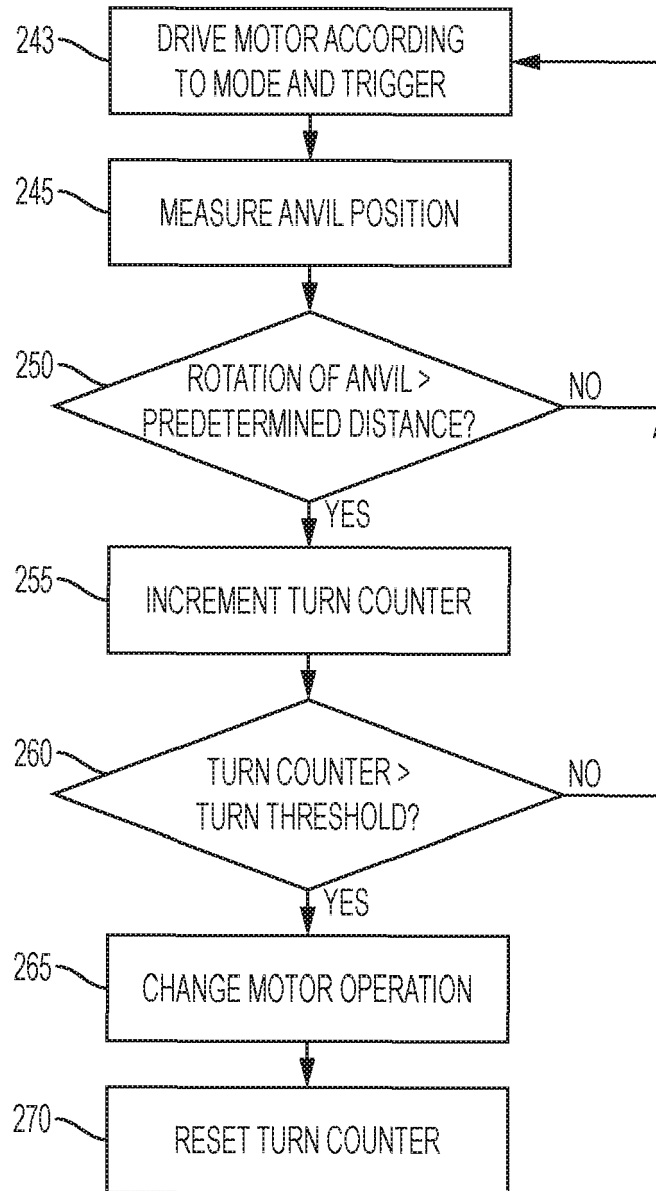 243
DRIVE MOTOR ACCORDING
TO MODE AND TRIGGER
245
MEASURE ANVIL POSITION
250
ROTATION OF ANVIL >
PREDETERMINED DISTANCE?
NO
YES
255
INCREMENT TURN COUNTER
260
TURN COUNTER >
TURN THRESHOLD?
NO
YES
265
CHANGE MOTOR OPERATION
270
RESET TURN COUNTER